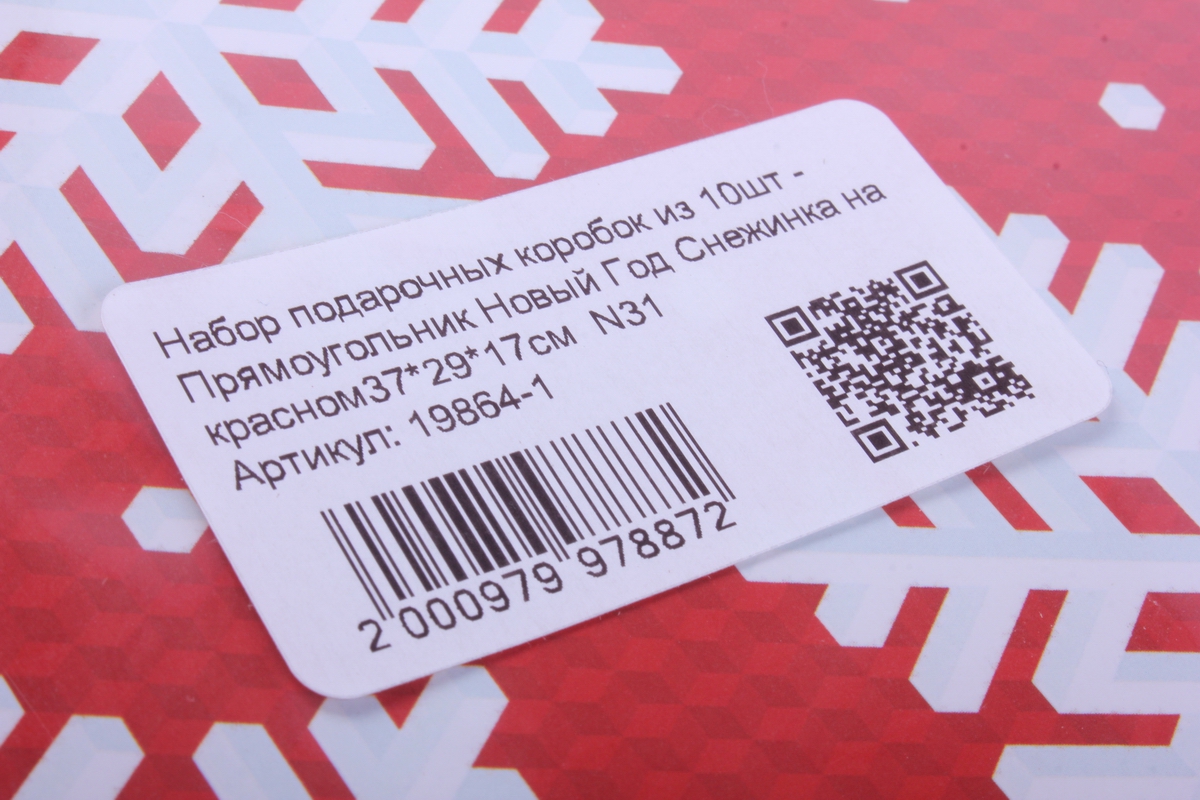 Набор подарочных коробок из 10шт -
Прямоугольник Новый Год Снежинка на
красном37*29*17см N31
Артикул: 19864-1
2 000979 978872